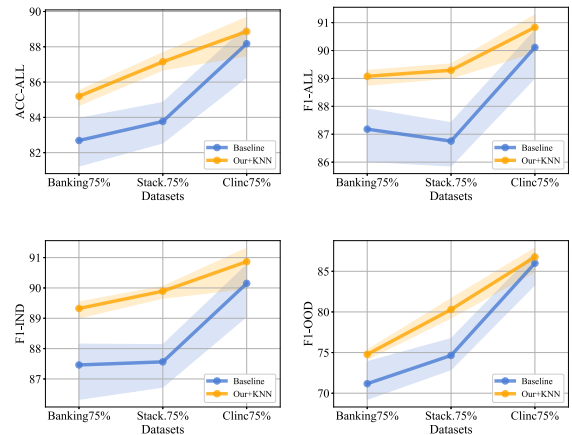 90
88
86
84
82
ACC-ALL
Baseline
Our+KNN
Banking75% Stack.75% Clinc75%
Datasets
91
90
89
88
87
86
F1-ALL
Baseline
Our+KNN
Banking75% Stack.75% Clinc75%
Datasets
91
90
89
88
87
F1-IND
Baseline
Our+KNN
Banking75% Stack.75% Clinc75%
Datasets
85
80
75
70
F1-OOD
Baseline
Our+KNN
Banking75% Stack.75% Clinc75%
Datasets